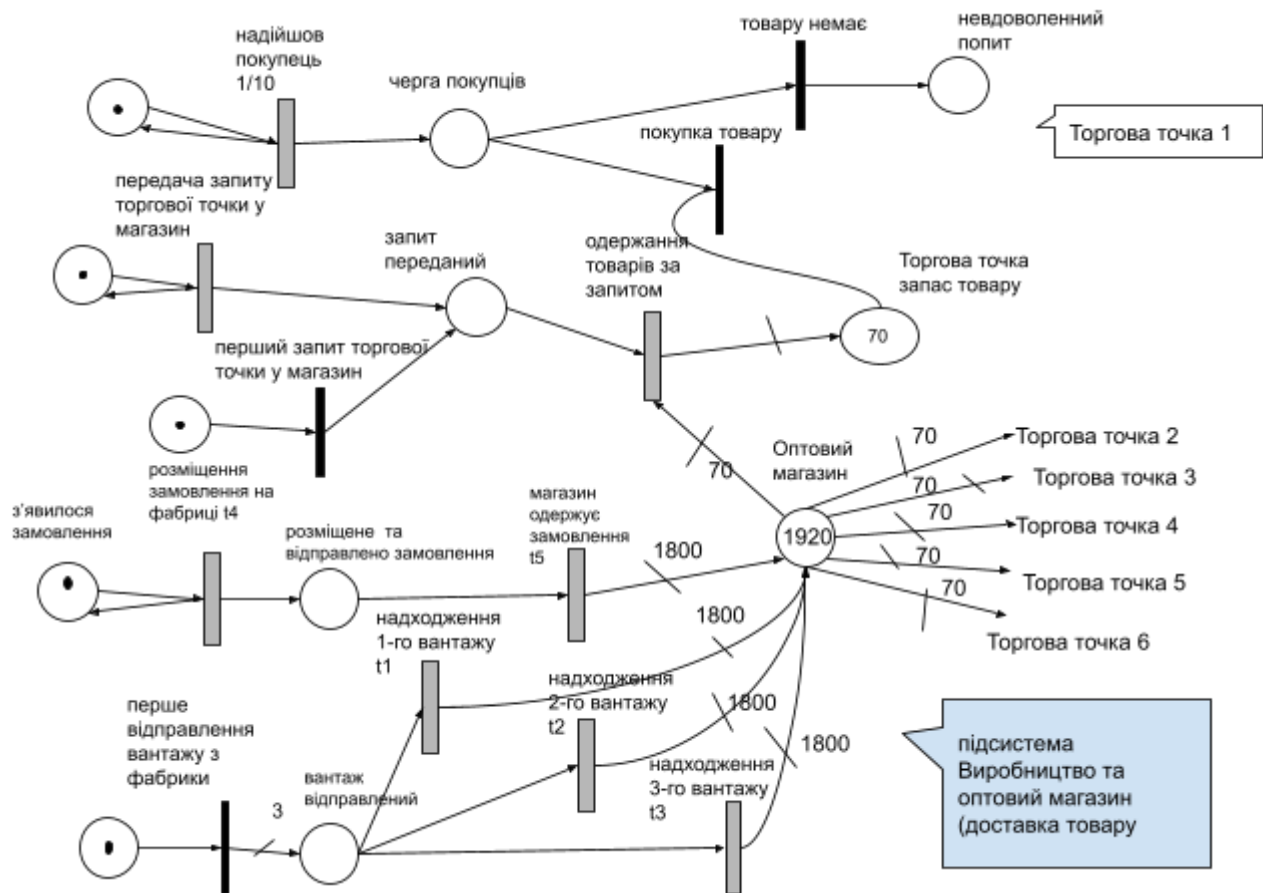 надійшов
покупець
1/10
черга покупців
товару немає
невдоволенний
попит
покупка товару
Торгова точка 1
передача запиту
торгової точки у
магазин
запит
переданий
одержання
товарів за
запитом
Торгова точка
запас товару
70
перший запит торгової
точки у магазин
розміщення
замовлення на
фабриці t4
з'явилося
замовлення
розміщене та
відправлено замовлення
магазин
одержує
замовлення
t5
1800
70
Оптовий
магазин
1920
70
Торгова точка 2
70
Торгова точка 3
70
Торгова точка 4
70
Торгова точка 5
70
Торгова точка 6
надходження
1-го вантажу
t1
1800
надходження
2-го вантажу
t2
1800
надходження
3-го вантажу
t3
1800
перше
відправлення
вантажу з
фабрики
3
вантаж
відправлений
підсистема
Виробництво та
оптовий магазин
(доставка товару